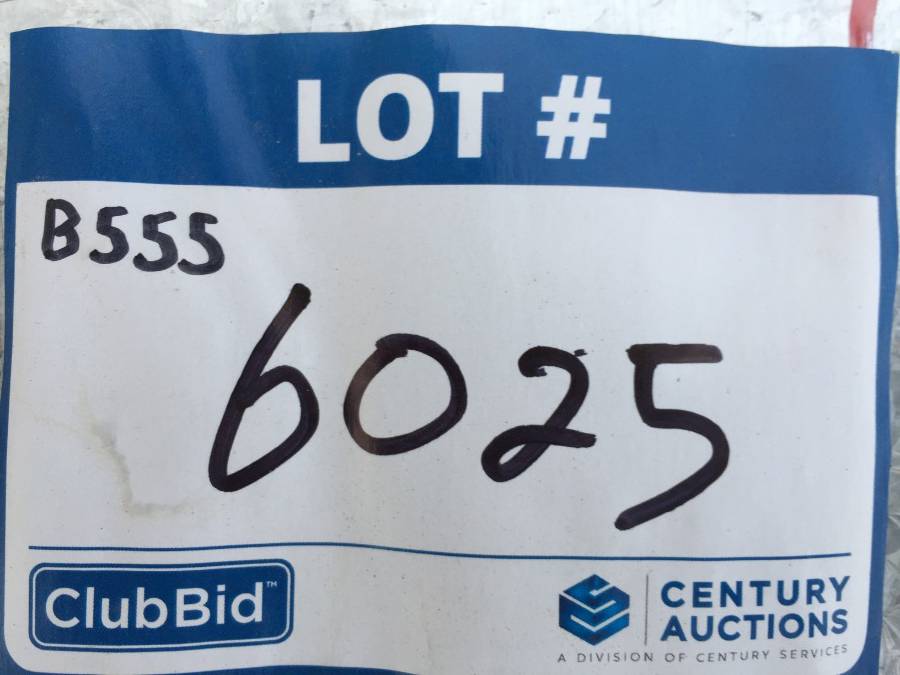 LOT #
B555
6025
ClubBid™
CENTURY
AUCTIONS
A DIVISION OF CENTURY SERVICES